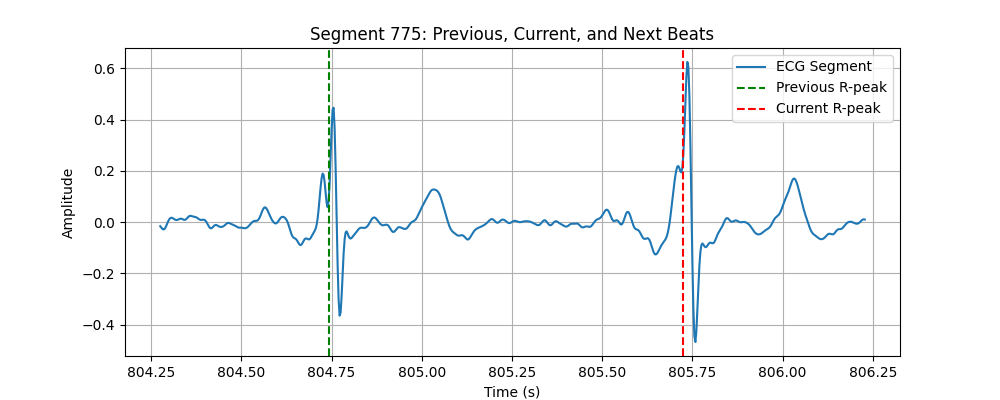 Segment 775: Previous, Current, and Next Beats
ECG Segment
Previous R-peak
Current R-peak
Amplitude
0.6
0.4
0.2
0.0
−0.2
−0.4
804.25 804.50 804.75 805.00 805.25 805.50 805.75 806.00 806.25
Time (s)